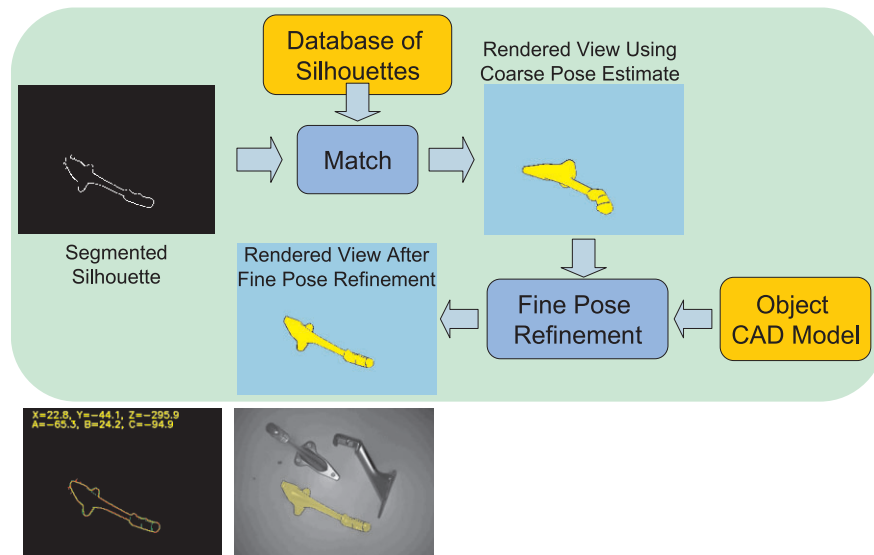 Database of
Silhouettes
Rendered View Using
Coarse Pose Estimate
Match
Segmented
Silhouette
Rendered View After
Fine Pose Refinement
Fine Pose
Refinement
Object
CAD Model
X=22.8, Y=-44.1, Z=-295.9
A=-65.3, B=24.2, C=-94.9